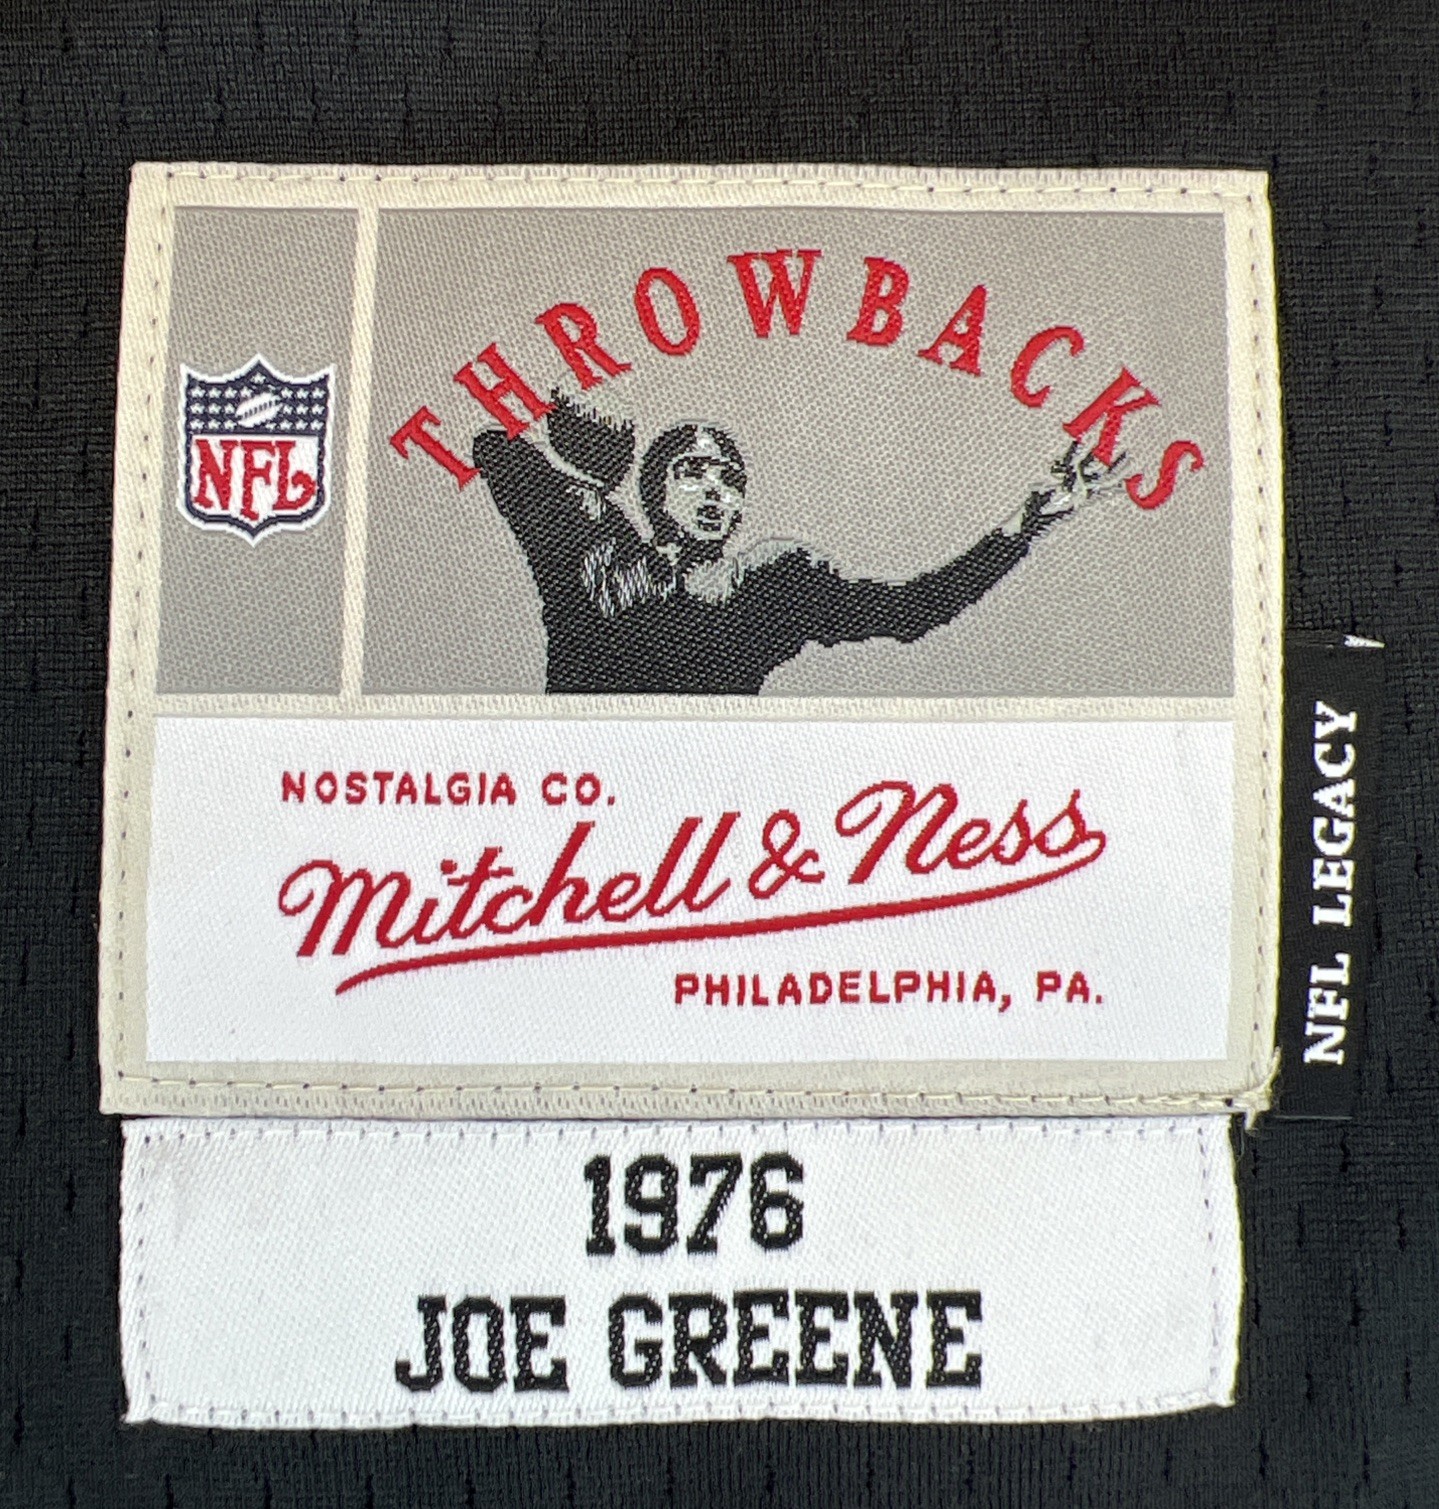 THROWBACKS
NFL
NOSTALGIA CO.
Mitchell & Ness
PHILADELPHIA, PA.
NFL LEGACY
1976
JOE GREENE